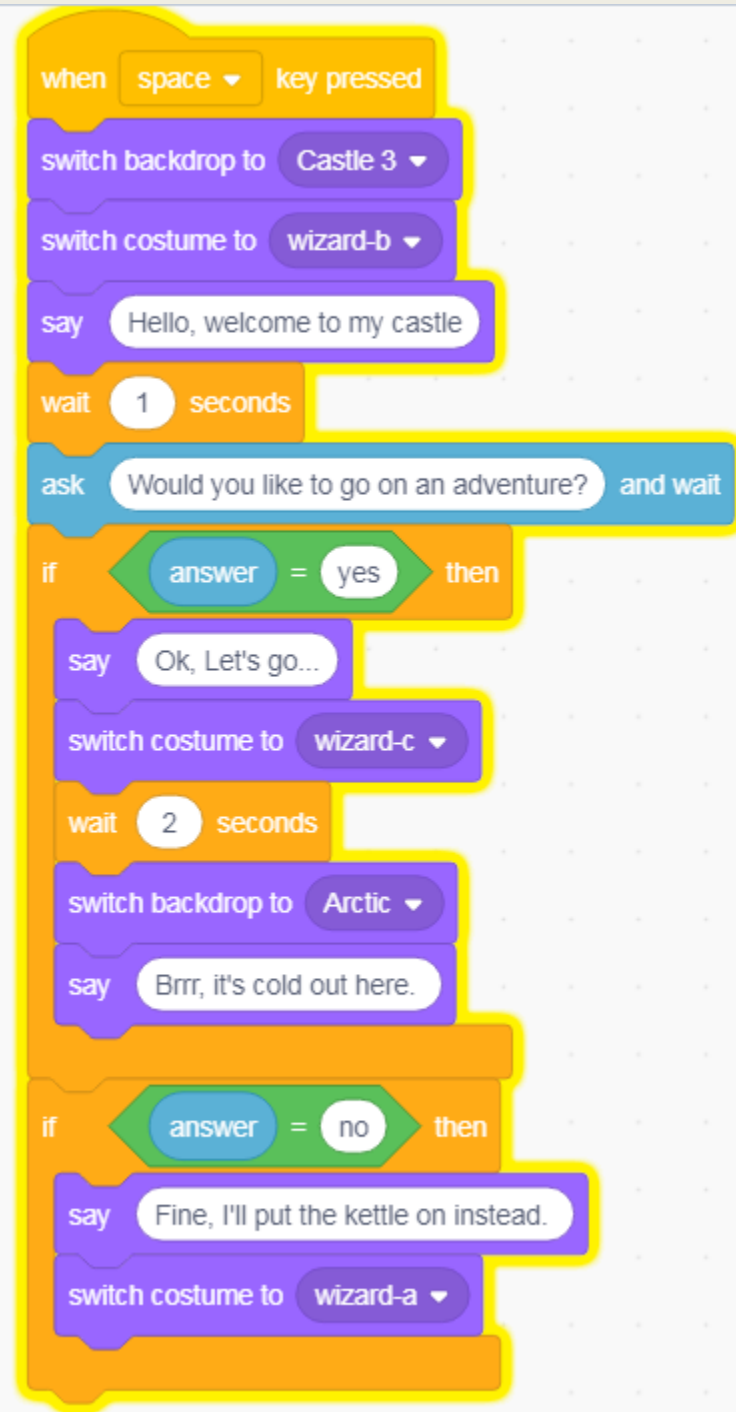 when space key pressed
switch backdrop to Castle 3
switch costume to wizard-b
say Hello, welcome to my castle
wait 1 seconds
ask Would you like to go on an adventure? and wait
if answer = yes then
say Ok, Let's go...
switch costume to wizard-c
wait 2 seconds
switch backdrop to Arctic
say Brrr, it's cold out here.
if answer = no then
say Fine, I'll put the kettle on instead.
switch costume to wizard-a